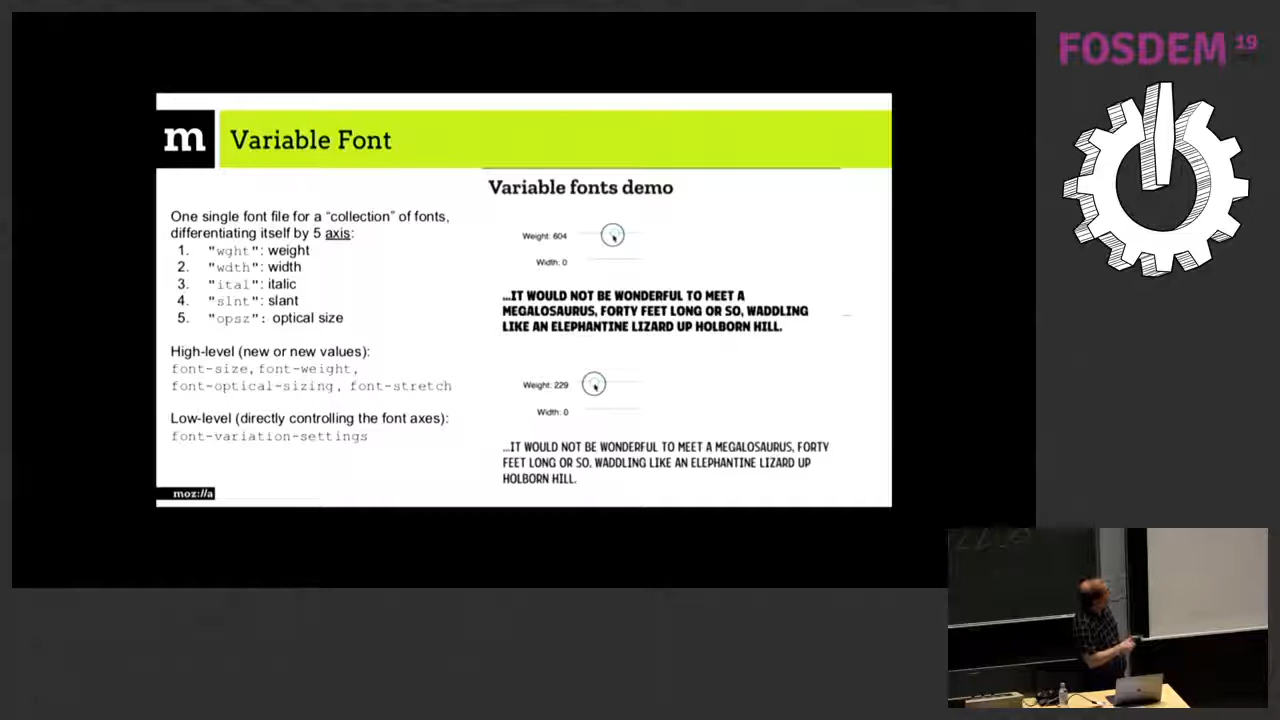 FOSDEM 19
m Variable Font
One single font file for a “collection” of fonts,
differentiating itself by 5 axis:
1. "wght": weight
2. "wdth": width
3. "ital": italic
4. "slnt": slant
5. "opsz": optical size
High-level (new or new values):
font-size, font-weight,
font-optical-sizing, font-stretch
Low-level (directly controlling the font axes):
font-variation-settings
moz://a
Variable fonts demo
Weight: 604
Width: 0
...IT WOULD NOT BE WONDERFUL TO MEET A
MEGALOSAURUS, FORTY FEET LONG OR SO, WADDLING
LIKE AN ELEPHANTINE LIZARD UP HOLBORN HILL.
Weight: 229
Width: 0
...IT WOULD NOT BE WONDERFUL TO MEET A MEGALOSAURUS, FORTY
FEET LONG OR SO, WADDLING LIKE AN ELEPHANTINE LIZARD UP
HOLBORN HILL.